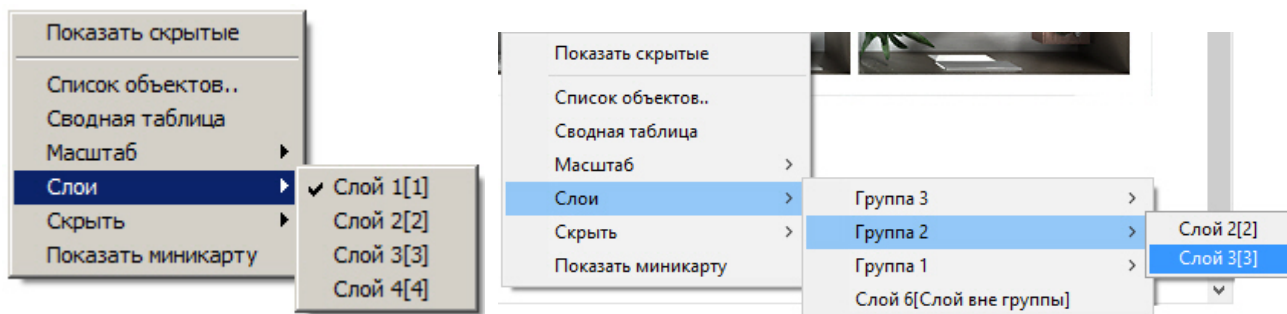 Показать скрытые
Список объектов..
Сводная таблица
Масштаб
Слои
Скрыть
Показать миникарту
Слой 1[1]
Слой 2[2]
Слой 3[3]
Слой 4[4]
Показать скрытые
Список объектов..
Сводная таблица
Масштаб
Слои
Скрыть
Показать миникарту
Группа 3
Группа 2
Группа 1
Слой 6[Слой вне группы]
Слой 2[2]
Слой 3[3]